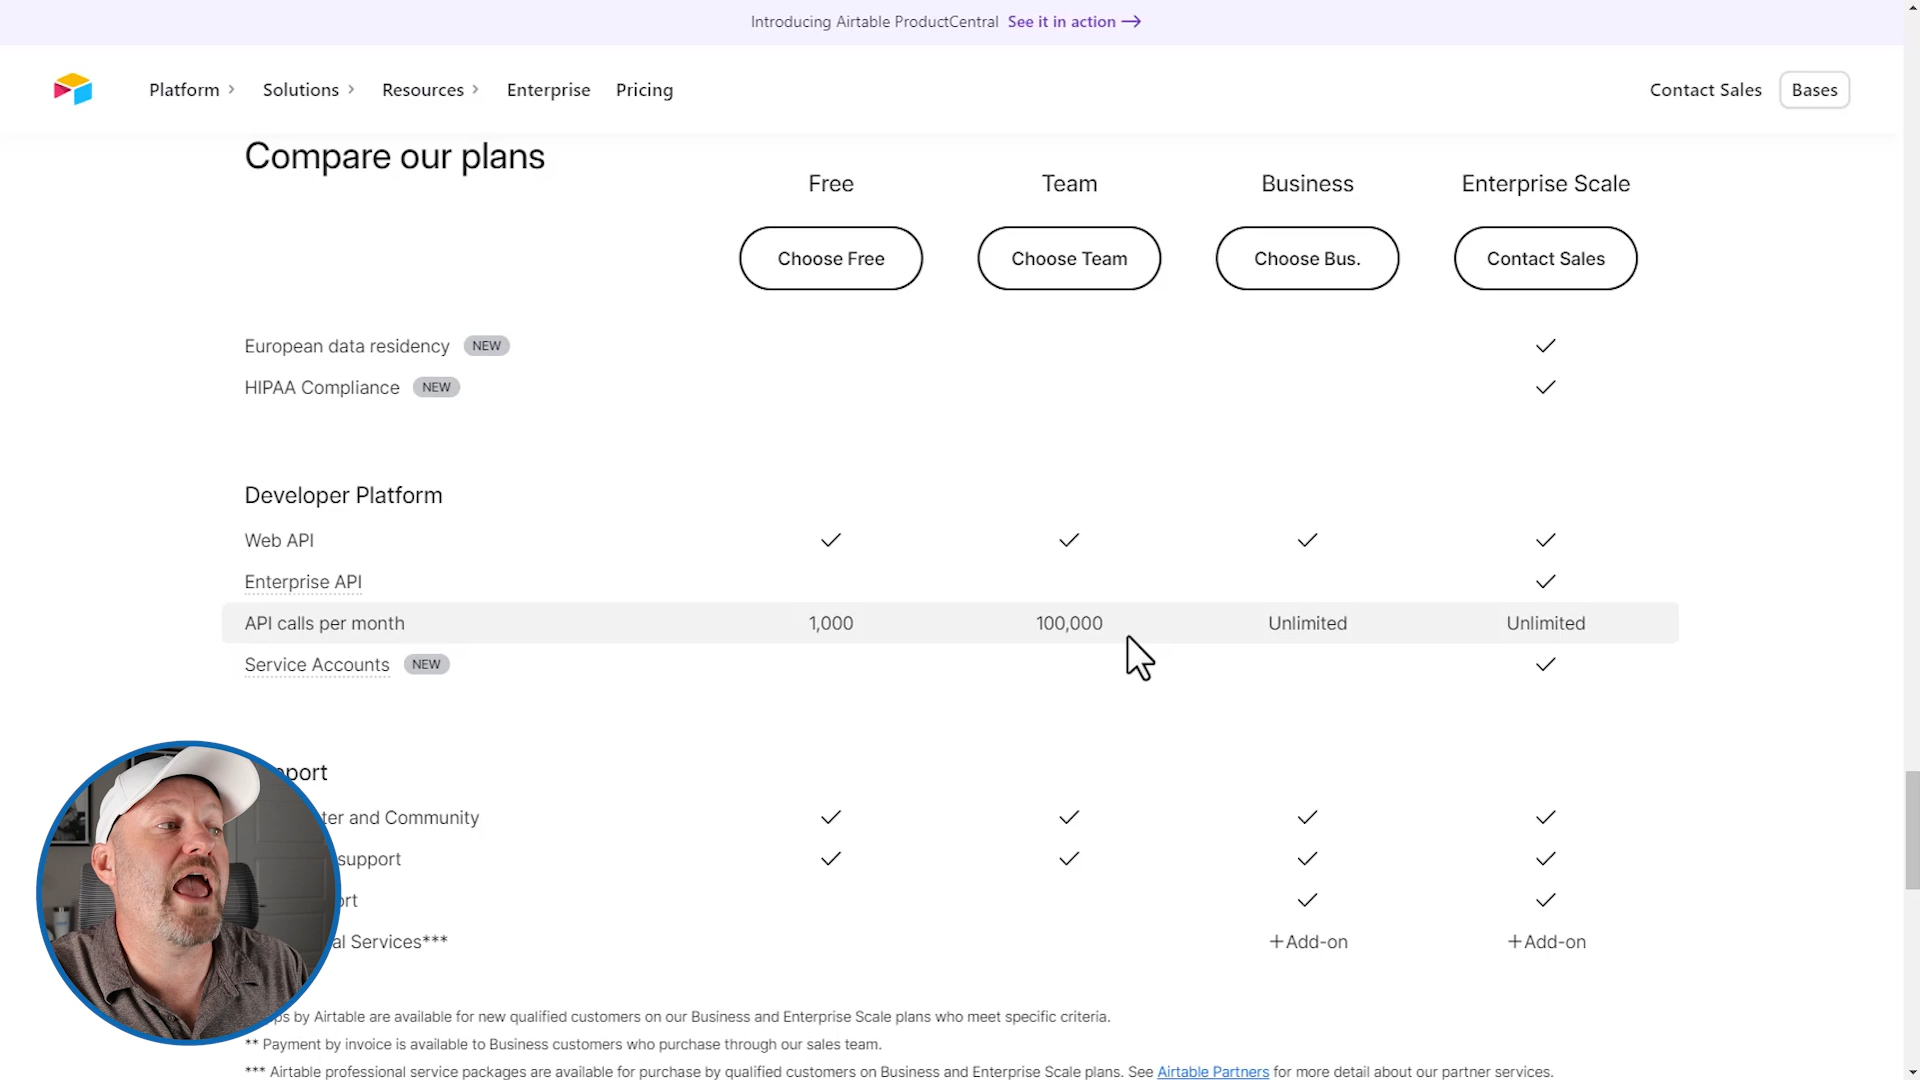 Introducing Airtable ProductCentral See it in action →
Platform Solutions Resources Enterprise Pricing Contact Sales Bases
Compare our plans
Free Team Business Enterprise Scale
Choose Free Choose Team Choose Bus. Contact Sales
European data residency NEW
HIPAA Compliance NEW
Developer Platform
Web API
Enterprise API
API calls per month 1,000 100,000 Unlimited Unlimited
Service Accounts NEW
port
ter and Community
support
rt
al Services*** +Add-on +Add-on
ps by Airtable are available for new qualified customers on our Business and Enterprise Scale plans who meet specific criteria.
** Payment by invoice is available to Business customers who purchase through our sales team.
*** Airtable professional service packages are available for purchase by qualified customers on Business and Enterprise Scale plans. See Airtable Partners for more detail about our partner services.